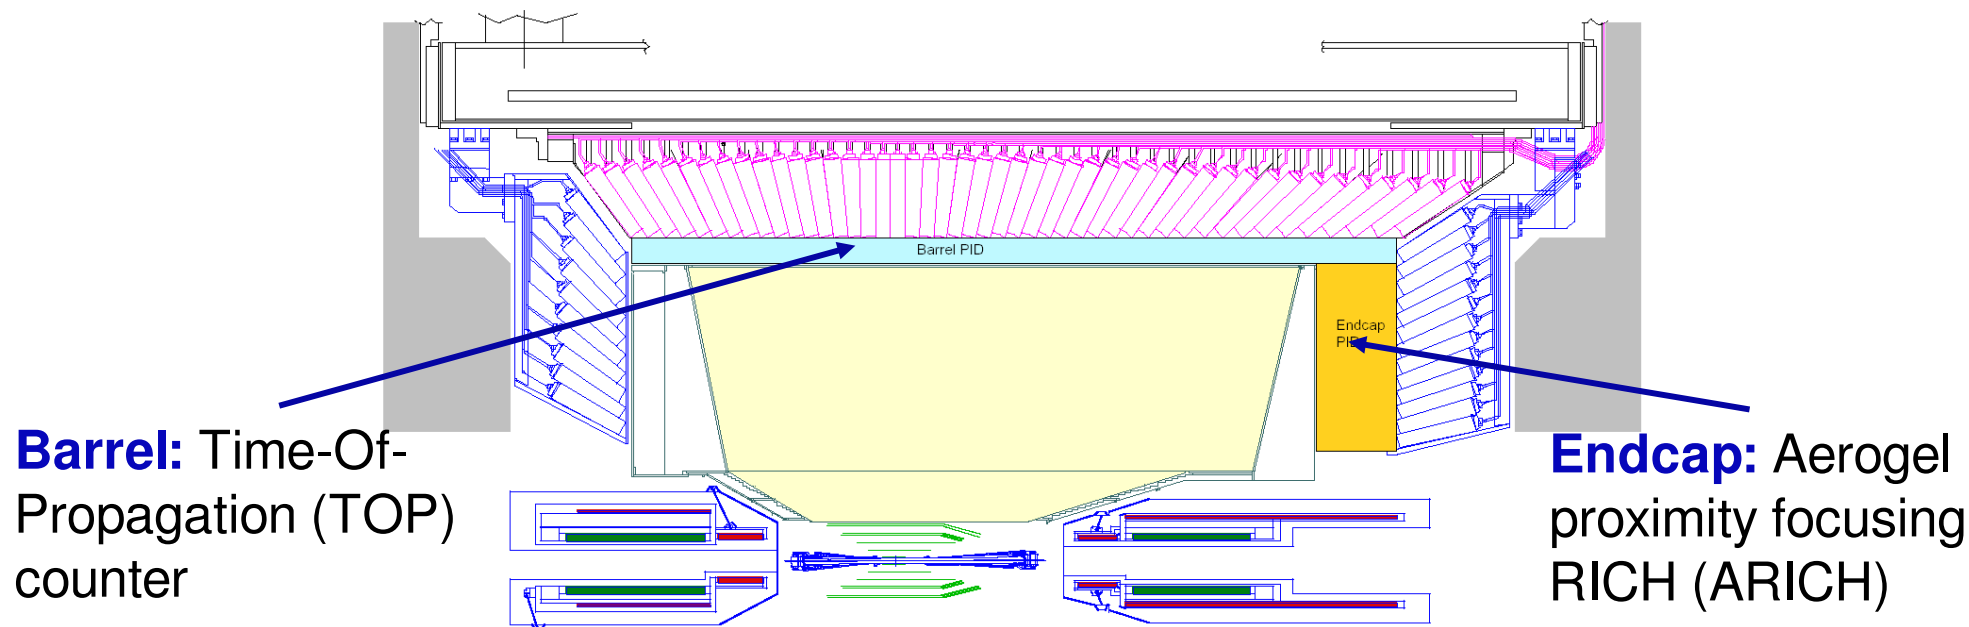 Barrel PID
Endcap
PID
Barrel: Time-Of-
Propagation (TOP)
counter
Endcap: Aerogel
proximity focusing
RICH (ARICH)